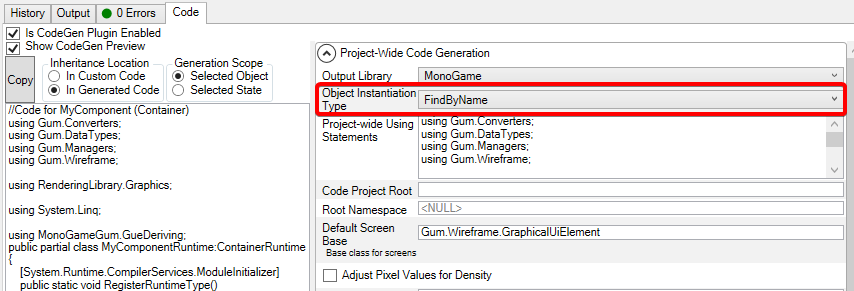 History Output 0 Errors Code
Is CodeGen Plugin Enabled
Show CodeGen Preview
Copy
Inheritance Location
In Custom Code
In Generated Code
Generation Scope
Selected Object
Selected State
//Code for MyComponent (Container)
using Gum.Converters;
using Gum.DataTypes;
using Gum.Managers;
using Gum.Wireframe;
using RenderingLibrary.Graphics;
using System.Linq;
using MonoGameGum.GueDeriving;
public partial class MyComponentRuntime:ContainerRuntime
{
[System.Runtime.CompilerServices.ModuleInitializer]
public static void RegisterRuntimeType()
Project-Wide Code Generation
Output Library MonoGame
Object Instantiation
Type FindByName
Project-wide Using
Statements
using Gum.Converters;
using Gum.DataTypes;
using Gum.Managers;
using Gum.Wireframe;
Code Project Root
Root Namespace <NULL>
Default Screen
Base Gum.Wireframe.GraphicalUiElement
Base class for screens
Adjust Pixel Values for Density